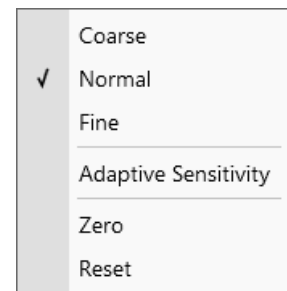 Coarse
Normal
Fine
Adaptive Sensitivity
Zero
Reset